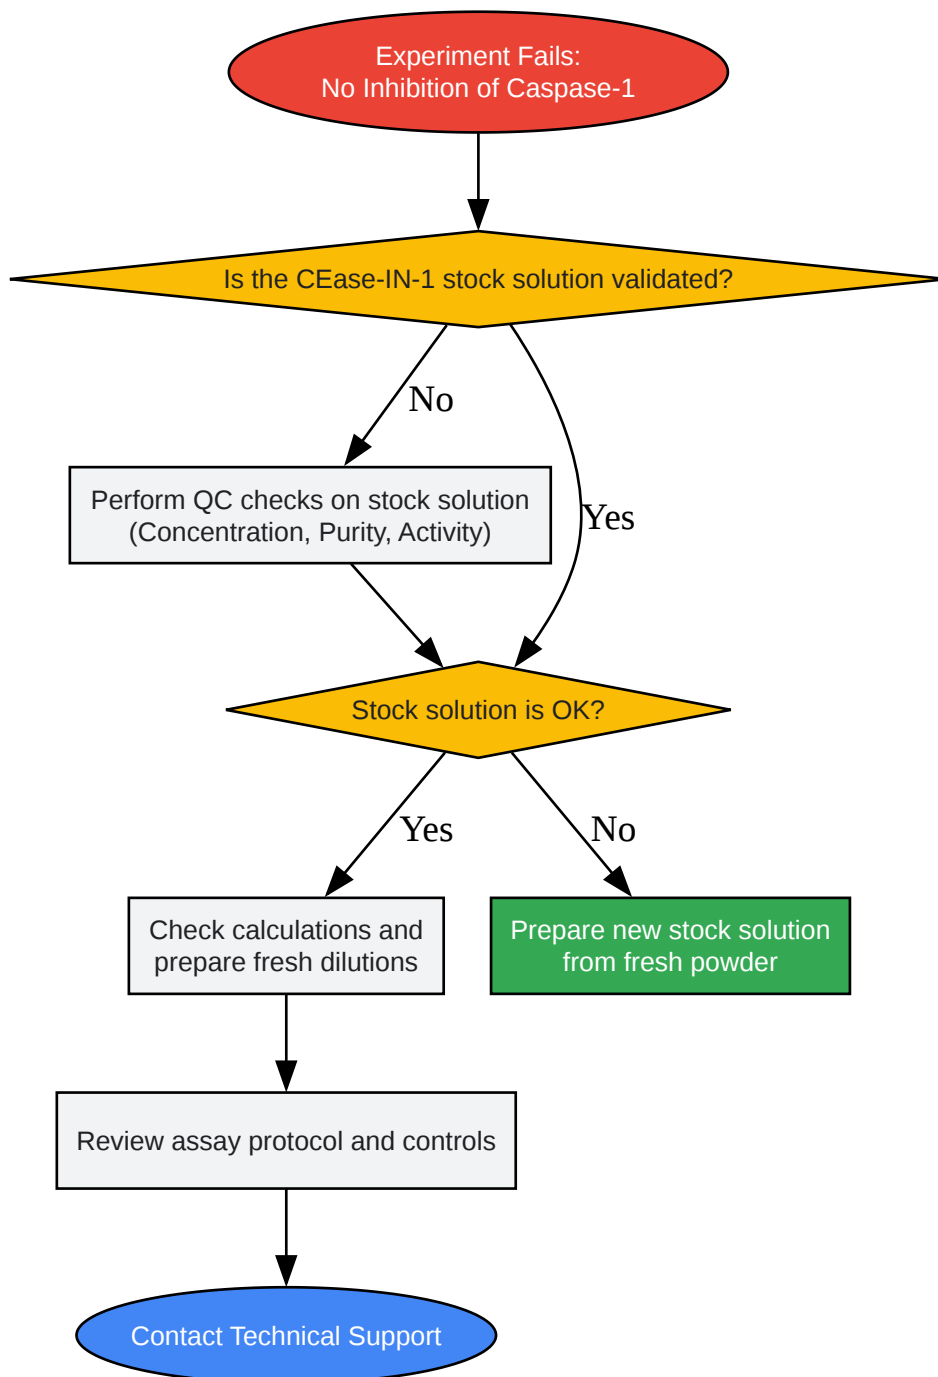 Experiment Fails:
No Inhibition of Caspase-1
Is the CEase-IN-1 stock solution validated?
No
Perform QC checks on stock solution
(Concentration, Purity, Activity)
Yes
Stock solution is OK?
Yes
No
Check calculations and
prepare fresh dilutions
Prepare new stock solution
from fresh powder
Review assay protocol and controls
Contact Technical Support